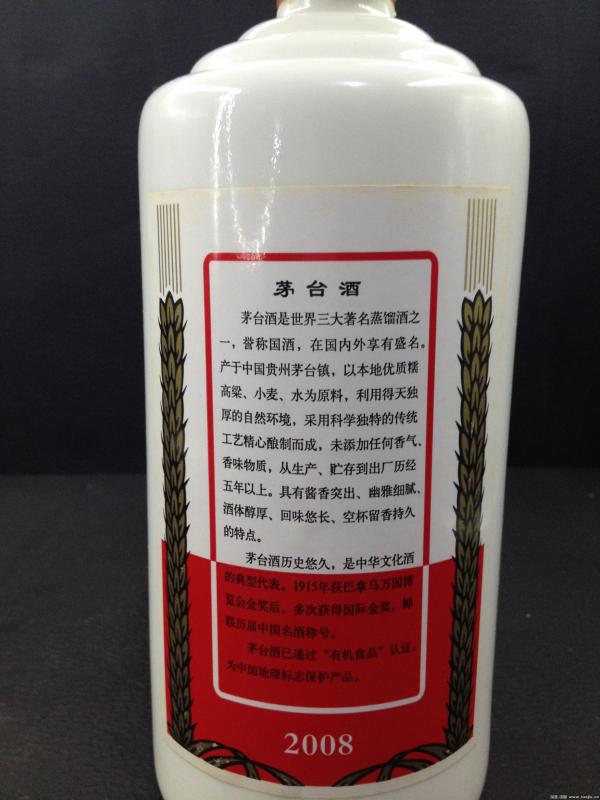 茅台酒
茅台酒是世界三大著名蒸馏酒之
一，誉称国酒，在国内外享有盛名。
产于中国贵州茅台镇，以本地优质糯
高粱、小麦、水为原料，利用得天独
厚的自然环境，采用科学独特的传统
工艺精心酿制而成，未添加任何香气、
香味物质，从生产、贮存到出厂历经
五年以上。具有酱香突出、幽雅细腻、
酒体醇厚、回味悠长、空杯留香持久
的特点。
茅台酒历史悠久，是中华文化酒
的典型代表。1915年获巴拿马万国博
览会金奖后，多次获得国际金奖，蝉
联历届中国名酒称号。
茅台酒已通过“有机食品”认证，
为中国地理标志保护产品。
2008